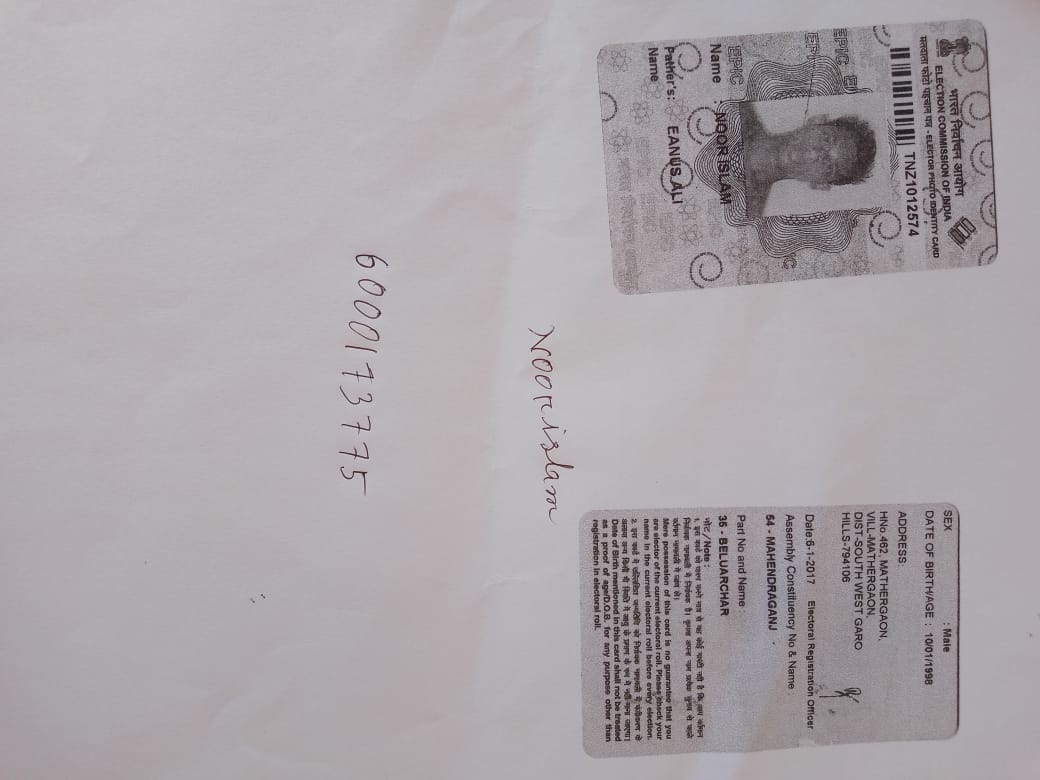 भारत निर्वाचन आयोग
ELECTION COMMISSION OF INDIA
मतदाता फोटो पहचान पत्र - ELECTOR PHOTO IDENTITY CARD
TNZ1012574
Name : NOOR ISLAM
Father's : EANUS ALI
Name
Noorislam
6000173775
SEX : Male
DATE OF BIRTH/AGE : 10/01/1998
ADDRESS:
HNo.462, MATHERGAON,
VILL-MATHERGAON,
DIST-SOUTH WEST GARO
HILLS-794106
Date:6-1-2017 Electoral Registration Officer
Assembly Constituency No & Name :
54 - MAHENDRAGANJ
Part No and Name :
35 - BELUARCHAR
नोट / Note :
Mere possession of this card is no guarantee that you
are elector of the current electoral roll. Please check your
name in the current electoral roll before every election.
Date of Birth mentioned in this card shall not be treated
as a proof of age/D.O.B. for any purpose other than
registration in electoral roll.